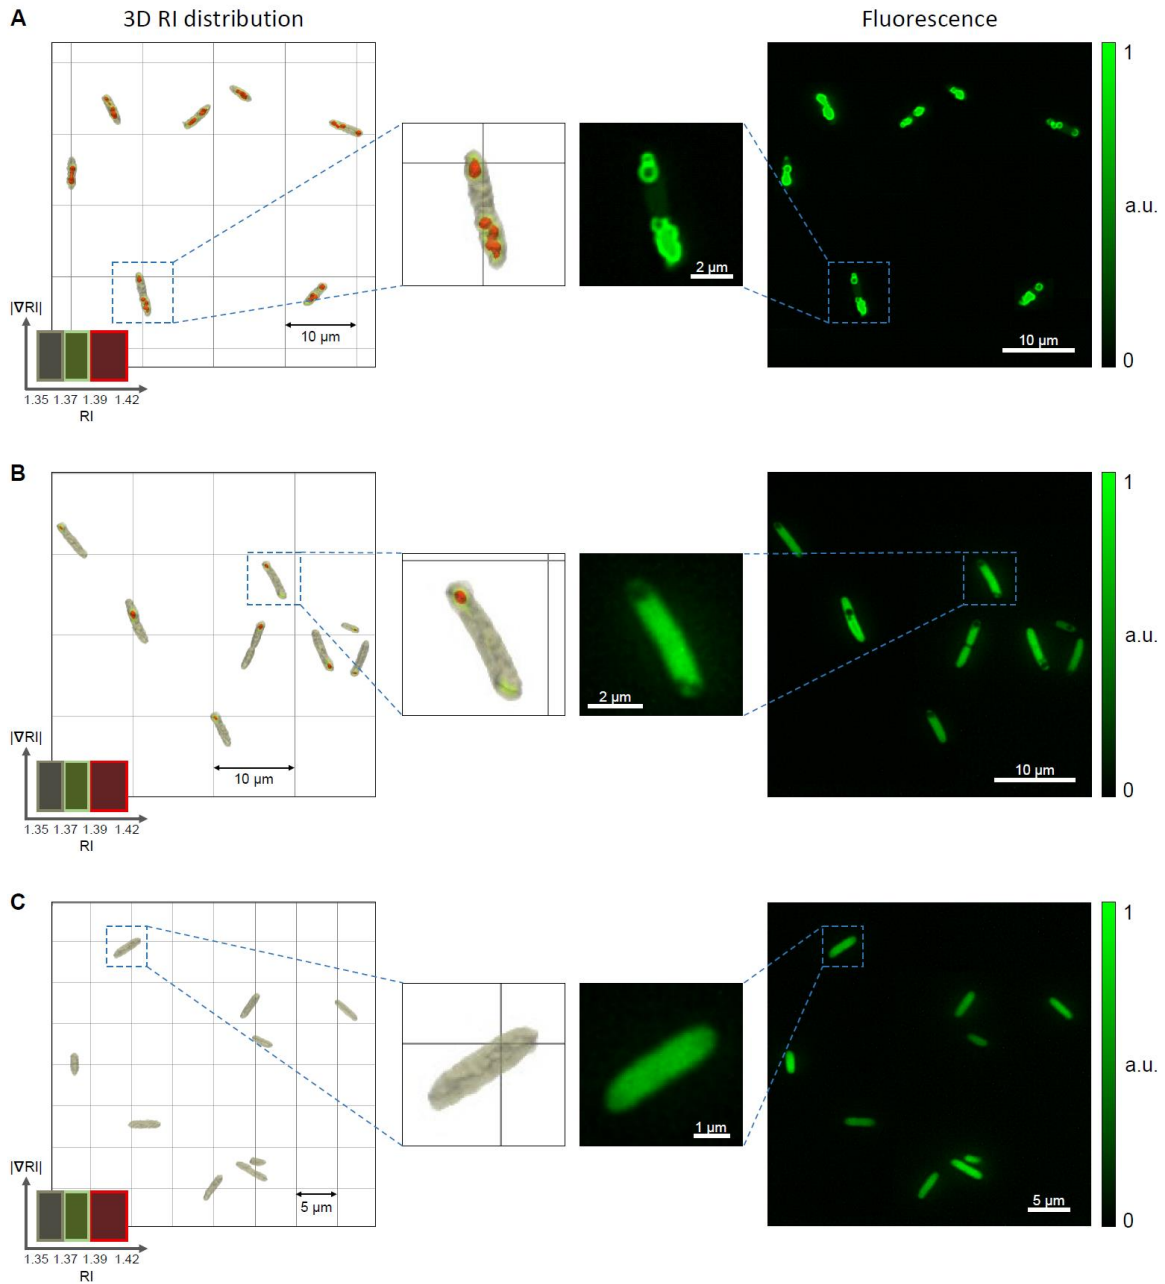 A
3D RI distribution
Fluorescence
1
a.u.
0
2 µm
10 µm
10 µm
|∇RI|
1.35 1.37 1.39 1.42
RI
B
1
a.u.
0
2 µm
10 µm
10 µm
|∇RI|
1.35 1.37 1.39 1.42
RI
C
1
a.u.
0
1 µm
5 µm
5 µm
|∇RI|
1.35 1.37 1.39 1.42
RI